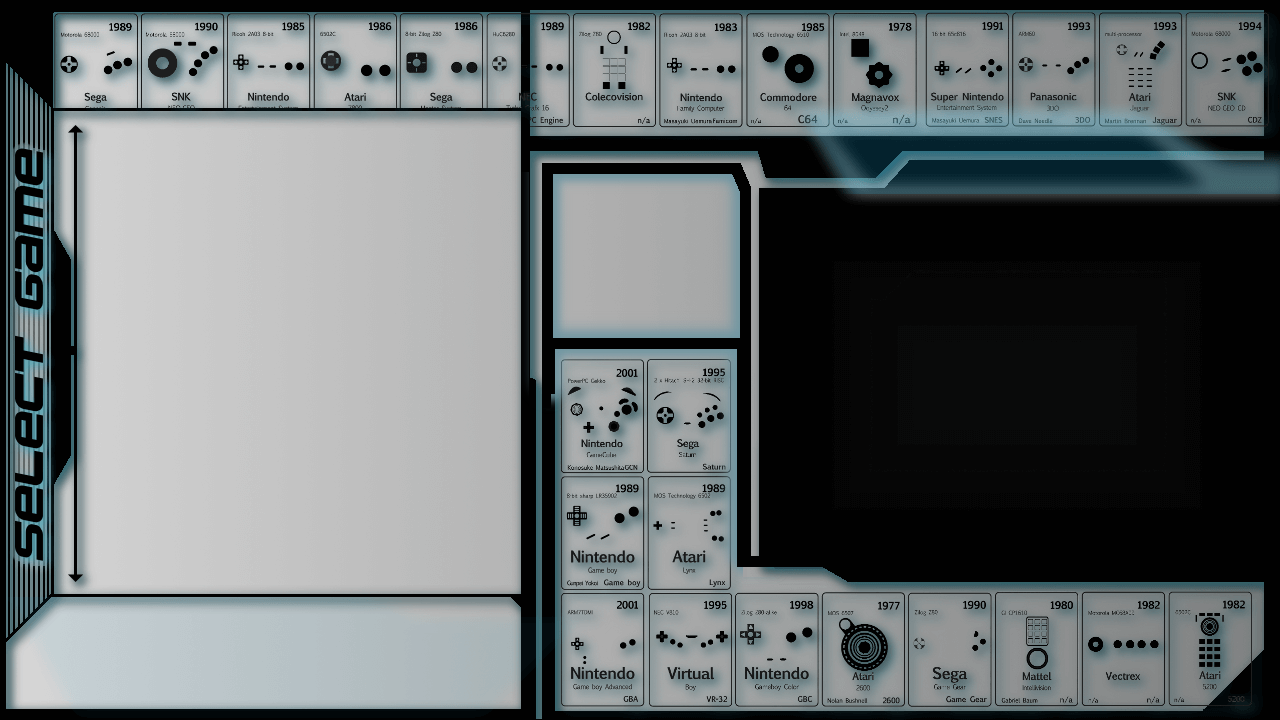 SELECT GAME
1989
Motorola 68000
Sega
1990
Motorola 68000
SNK
NEO GEO
1985
Ricoh 2A03 8-bit
Nintendo
Entertainment System
1986
6502C
Atari
7800
1986
8-bit Zilog Z80
Sega
Master System
1989
HuC6280
NEC
PC Engine
1982
Zilog Z80
Colecovision
n/a
1983
Ricoh 2A03 8-bit
Nintendo
Family Computer
Masayuki Uemura Famicom
1985
MOS Technology 6510
Commodore
64
n/a C64
1978
Intel 8048
Magnavox
Odyssey2
n/a n/a
1991
16-bit 65c816
Super Nintendo
Entertainment System
Masayuki Uemura SNES
1993
ARM60
Panasonic
3DO
Dave Needle 3DO
1993
multi-processor
Atari
Jaguar
Martin Brennan Jaguar
1994
Motorola 68000
SNK
NEO GEO CD
CDZ
2001
PowerPC Gekko
Nintendo
GameCube
Konosuke Matsushita GCN
1995
2 x Hitachi SH-2 32-bit RISC
Sega
Saturn
Saturn
1989
8-bit sharp LR35902
Nintendo
Game boy
Gunpei Yokoi Game boy
1989
MOS Technology 6502
Atari
Lynx
Lynx
2001
ARM7TDMI
Nintendo
Game boy Advanced
GBA
1995
NEC V810
Virtual
Boy
VR-32
1998
Zilog Z80-alike
Nintendo
Gameboy Color
GBC
1977
MOS 6507
Atari
2600
Nolan Bushnell 2600
1990
Zilog Z80
Sega
Game Gear
Game Gear
1980
GI CP1610
Mattel
Intellivision
Gabriel Baum n/a
1982
Motorola MC68A09
Vectrex
n/a n/a
1982
6502C
Atari
5200
n/a 5200